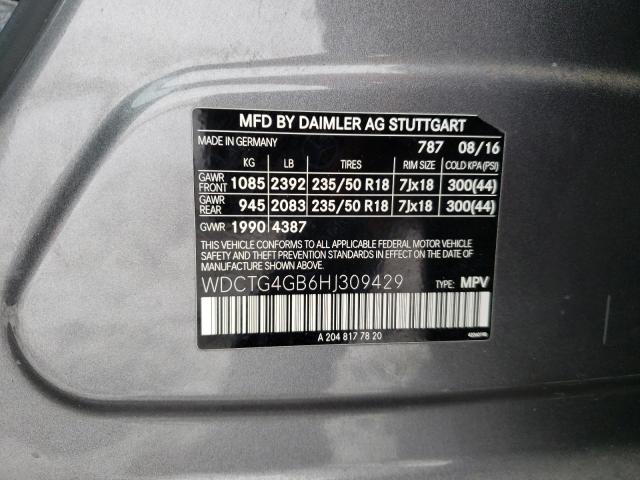 MFD BY DAIMLER AG STUTTGART
MADE IN GERMANY 787 08/16
KG LB TIRES RIM SIZE COLD KPA (PSI)
GAWR FRONT 1085 2392 235/50 R18 7Jx18 300(44)
GAWR REAR 945 2083 235/50 R18 7Jx18 300(44)
GVWR 1990 4387
THIS VEHICLE CONFORMS TO ALL APPLICABLE FEDERAL MOTOR VEHICLE
SAFETY, BUMPER, AND THEFT PREVENTION STANDARDS IN
EFFECT ON THE DATE OF MANUFACTURE SHOWN ABOVE.
WDCTG4GB6HJ309429 TYPE: MPV
A 204 817 78 20